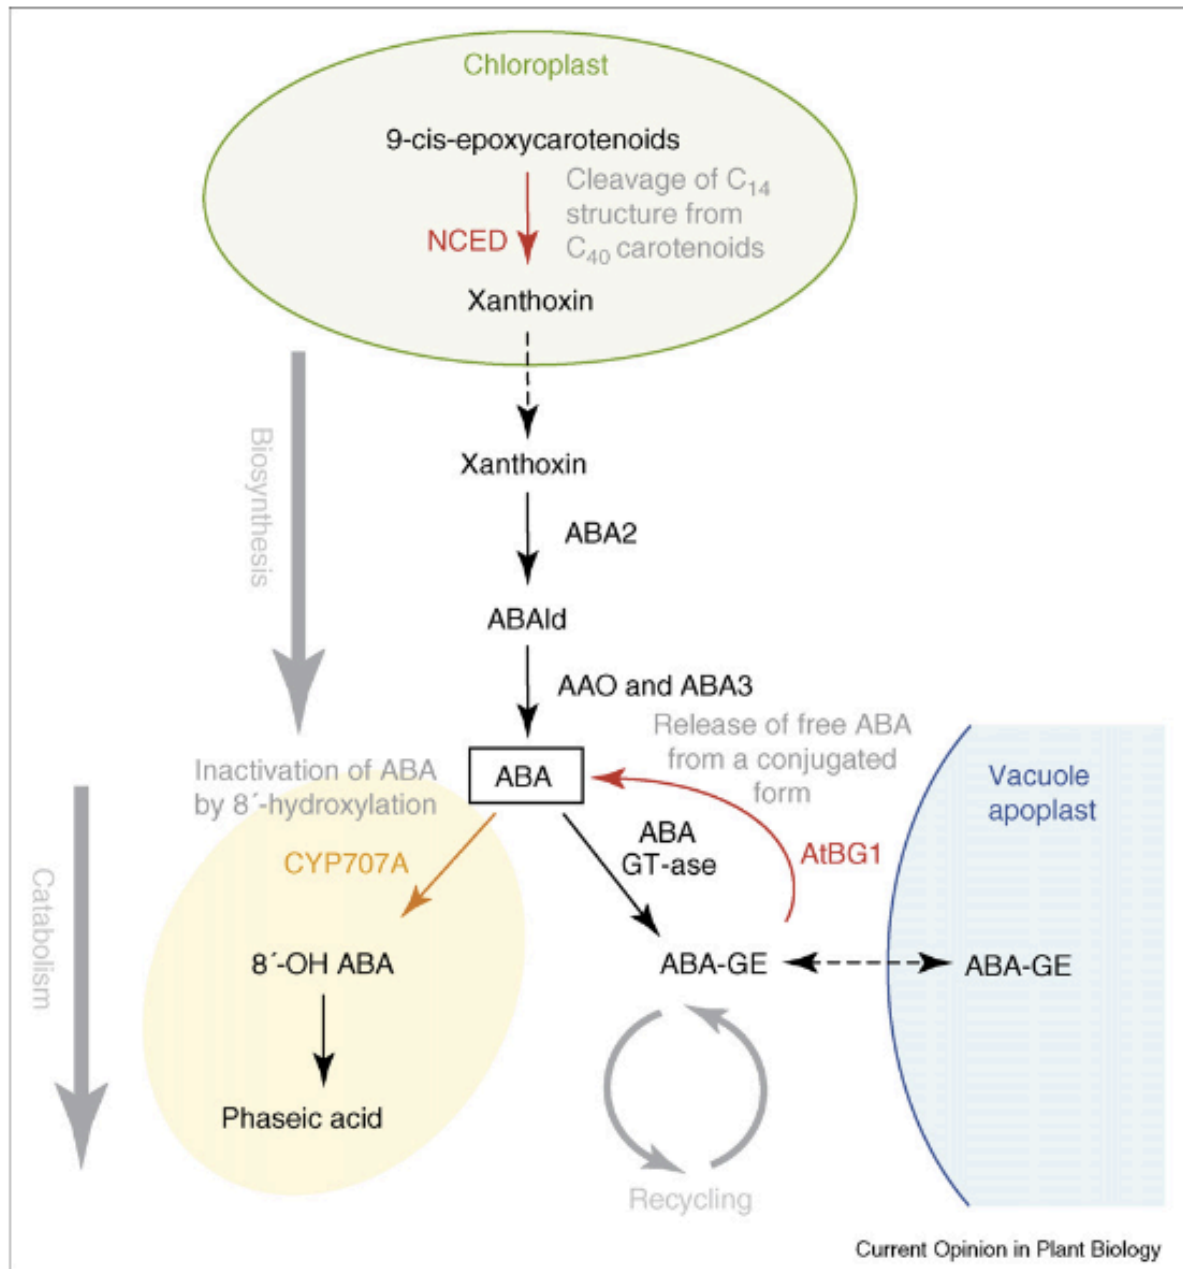 Chloroplast
9-cis-epoxycarotenoids
Cleavage of C₁₄
structure from
C₄₀ carotenoids
NCED
Xanthoxin
Biosynthesis
Xanthoxin
ABA2
ABAld
AAO and ABA3
Release of free ABA
from a conjugated
form
Inactivation of ABA
by 8´-hydroxylation
ABA
Vacuole
apoplast
CYP707A
ABA
GT-ase
AtBG1
Catabolism
8´-OH ABA
ABA-GE
ABA-GE
Phaseic acid
Recycling
Current Opinion in Plant Biology